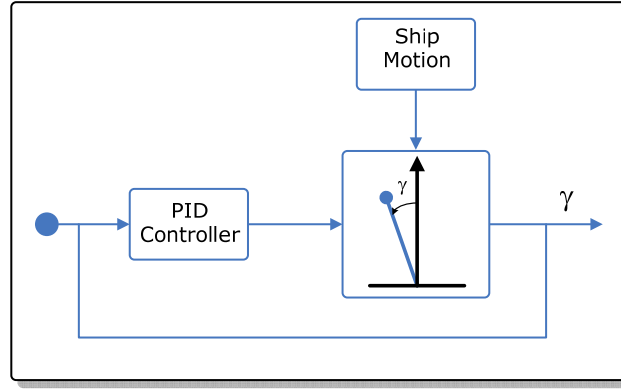 Ship
Motion
γ
γ
PID
Controller